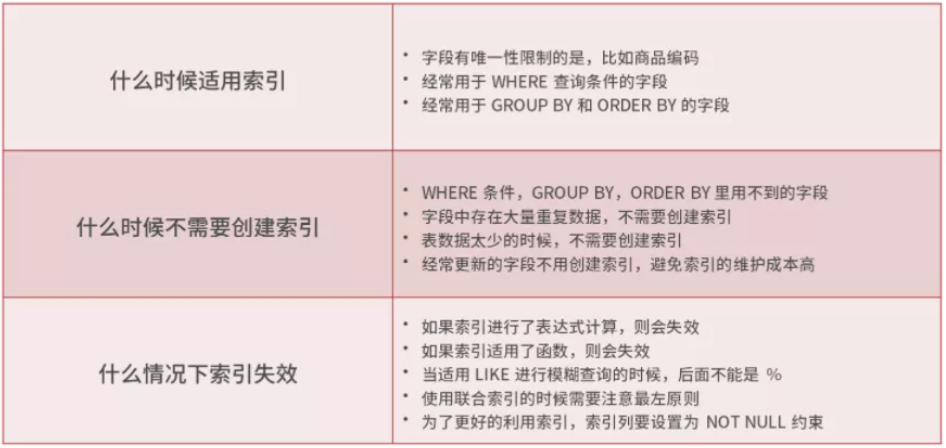 什么时候适用索引
• 字段有唯一性限制的是，比如商品编码
• 经常用于 WHERE 查询条件的字段
• 经常用于 GROUP BY 和 ORDER BY 的字段
什么时候不需要创建索引
• WHERE 条件，GROUP BY，ORDER BY 里用不到的字段
• 字段中存在大量重复数据，不需要创建索引
• 表数据太少的时候，不需要创建索引
• 经常更新的字段不用创建索引，避免索引的维护成本高
什么情况下索引失效
• 如果索引进行了表达式计算，则会失效
• 如果索引适用了函数，则会失效
• 当适用 LIKE 进行模糊查询的时候，后面不能是 %
• 使用联合索引的时候需要注意最左原则
• 为了更好的利用索引，索引列要设置为 NOT NULL 约束